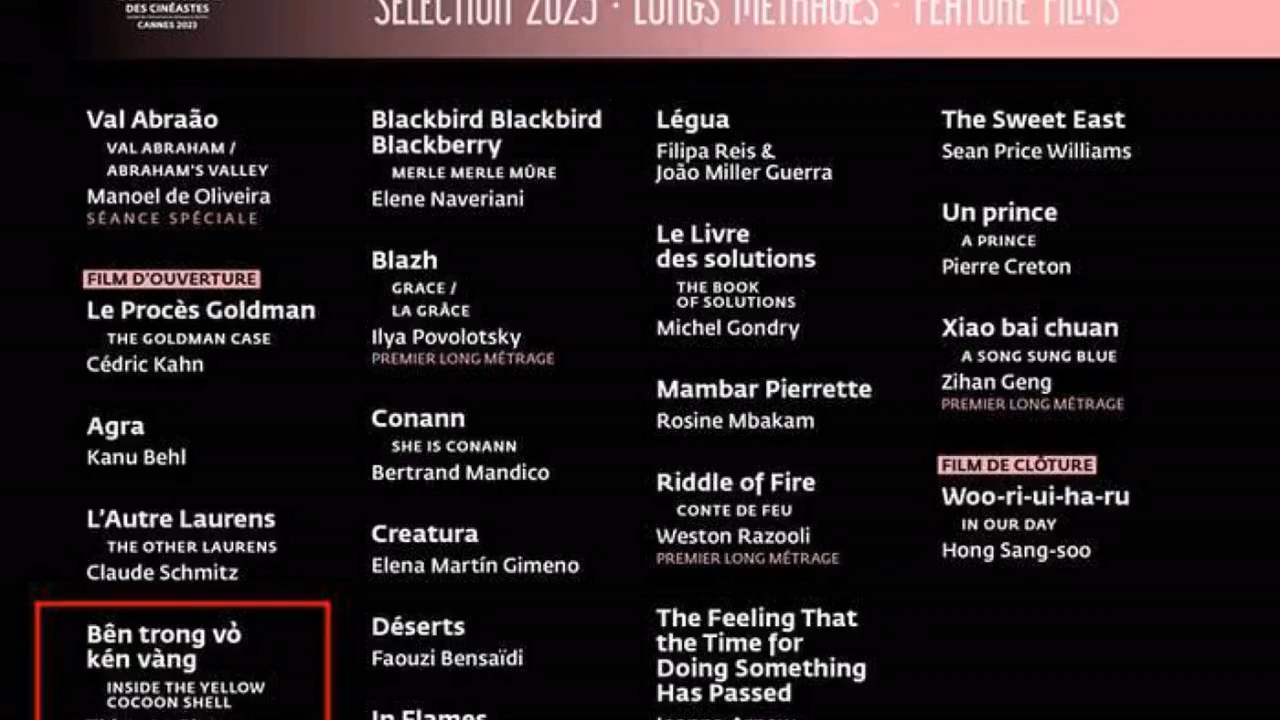 DES CINÉASTES
CANNES 2023
SELECTION 2023 · LONGS MÉTRAGES · FEATURE FILMS
Val Abraão
VAL ABRAHAM /
ABRAHAM'S VALLEY
Manoel de Oliveira
SÉANCE SPÉCIALE
FILM D'OUVERTURE
Le Procès Goldman
THE GOLDMAN CASE
Cédric Kahn
Agra
Kanu Behl
L'Autre Laurens
THE OTHER LAURENS
Claude Schmitz
Bên trong vỏ
kén vàng
INSIDE THE YELLOW
COCOON SHELL
Blackbird Blackbird
Blackberry
MERLE MERLE MÛRE
Elene Naveriani
Blazh
GRACE /
LA GRÂCE
Ilya Povolotsky
PREMIER LONG MÉTRAGE
Conann
SHE IS CONANN
Bertrand Mandico
Creatura
Elena Martín Gimeno
Déserts
Faouzi Bensaïdi
In Flames
Légua
Filipa Reis &
João Miller Guerra
Le Livre
des solutions
THE BOOK
OF SOLUTIONS
Michel Gondry
Mambar Pierrette
Rosine Mbakam
Riddle of Fire
CONTE DE FEU
Weston Razooli
PREMIER LONG MÉTRAGE
The Feeling That
the Time for
Doing Something
Has Passed
The Sweet East
Sean Price Williams
Un prince
A PRINCE
Pierre Creton
Xiao bai chuan
A SONG SUNG BLUE
Zihan Geng
PREMIER LONG MÉTRAGE
FILM DE CLÔTURE
Woo-ri-ui-ha-ru
IN OUR DAY
Hong Sang-soo